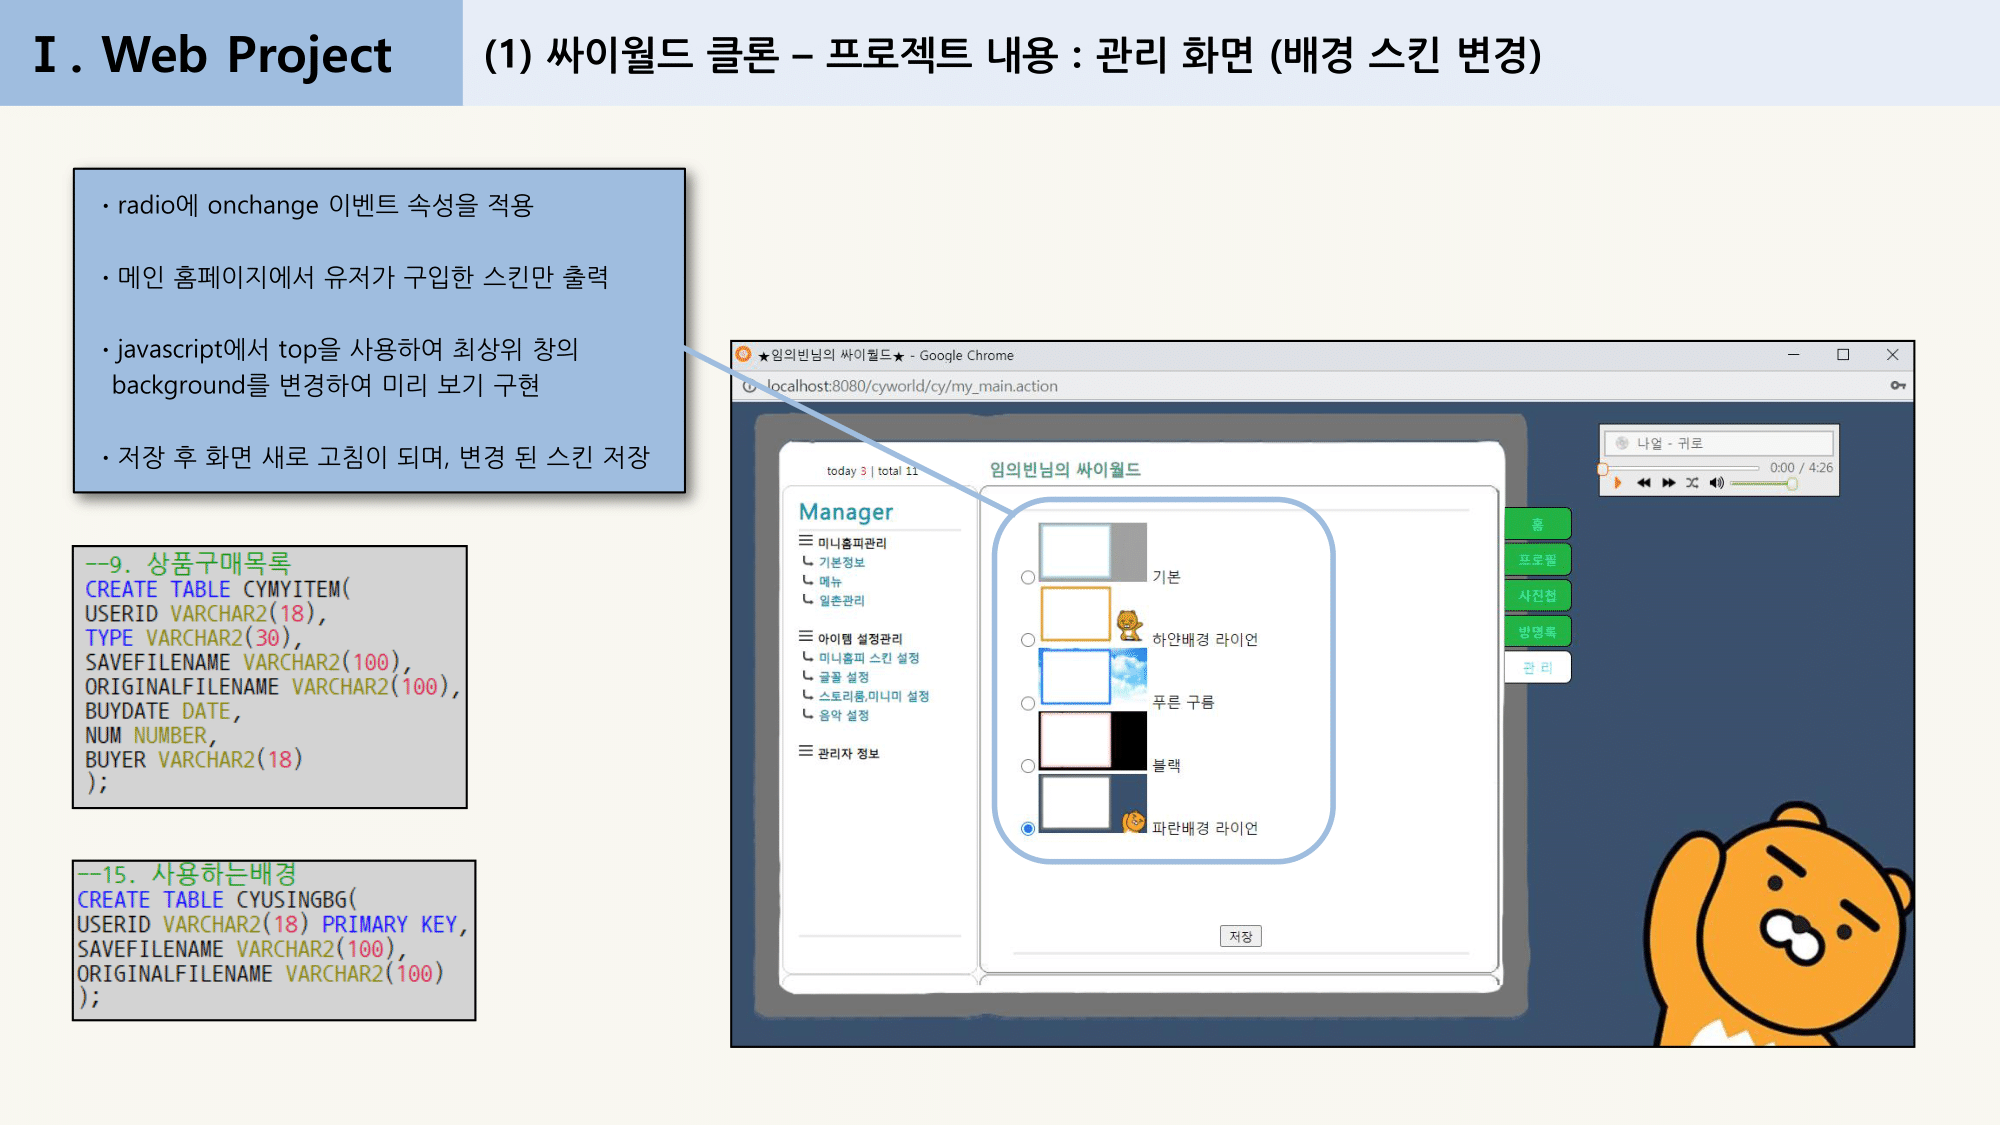 Ⅰ. Web Project
(1) 싸이월드 클론 – 프로젝트 내용 : 관리 화면 (배경 스킨 변경)
· radio에 onchange 이벤트 속성을 적용
· 메인 홈페이지에서 유저가 구입한 스킨만 출력
· javascript에서 top을 사용하여 최상위 창의
background를 변경하여 미리 보기 구현
· 저장 후 화면 새로 고침이 되며, 변경 된 스킨 저장
--9. 상품구매목록
CREATE TABLE CYMYITEM(
USERID VARCHAR2(18),
TYPE VARCHAR2(30),
SAVEFILENAME VARCHAR2(100),
ORIGINALFILENAME VARCHAR2(100),
BUYDATE DATE,
NUM NUMBER,
BUYER VARCHAR2(18)
);
--15. 사용하는배경
CREATE TABLE CYUSINGBG(
USERID VARCHAR2(18) PRIMARY KEY,
SAVEFILENAME VARCHAR2(100),
ORIGINALFILENAME VARCHAR2(100)
);
★임의빈님의 싸이월드★ - Google Chrome
localhost:8080/cyworld/cy/my_main.action
today 3 | total 11
임의빈님의 싸이월드
Manager
미니홈피관리
기본정보
메뉴
일촌관리
아이템 설정관리
미니홈피 스킨 설정
글꼴 설정
스토리룸,미니미 설정
음악 설정
관리자 정보
기본
하얀배경 라이언
푸른 구름
블랙
파란배경 라이언
저장
홈
프로필
사진첩
방명록
관 리
나얼 - 귀로
0:00 / 4:26